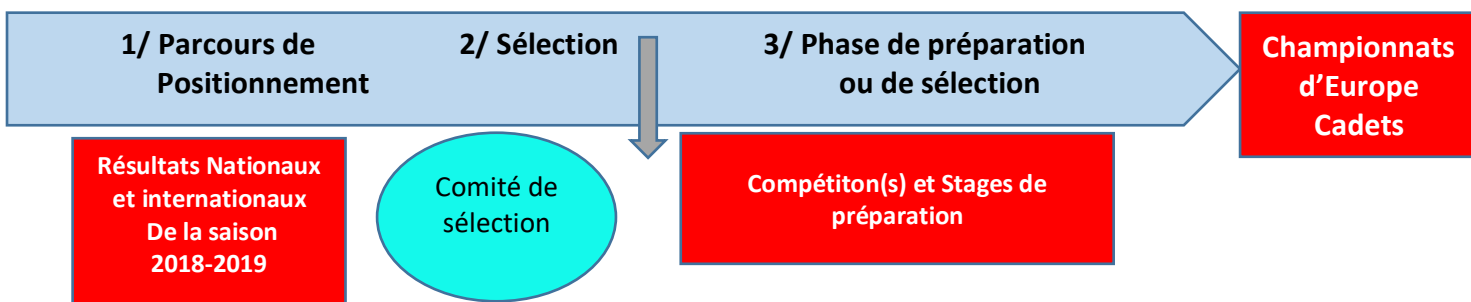 1/ Parcours de
Positionnement
2/ Sélection
3/ Phase de préparation
ou de sélection
Championnats
d’Europe
Cadets
Résultats Nationaux
et internationaux
De la saison
2018-2019
Comité de
sélection
Compétiton(s) et Stages de
préparation